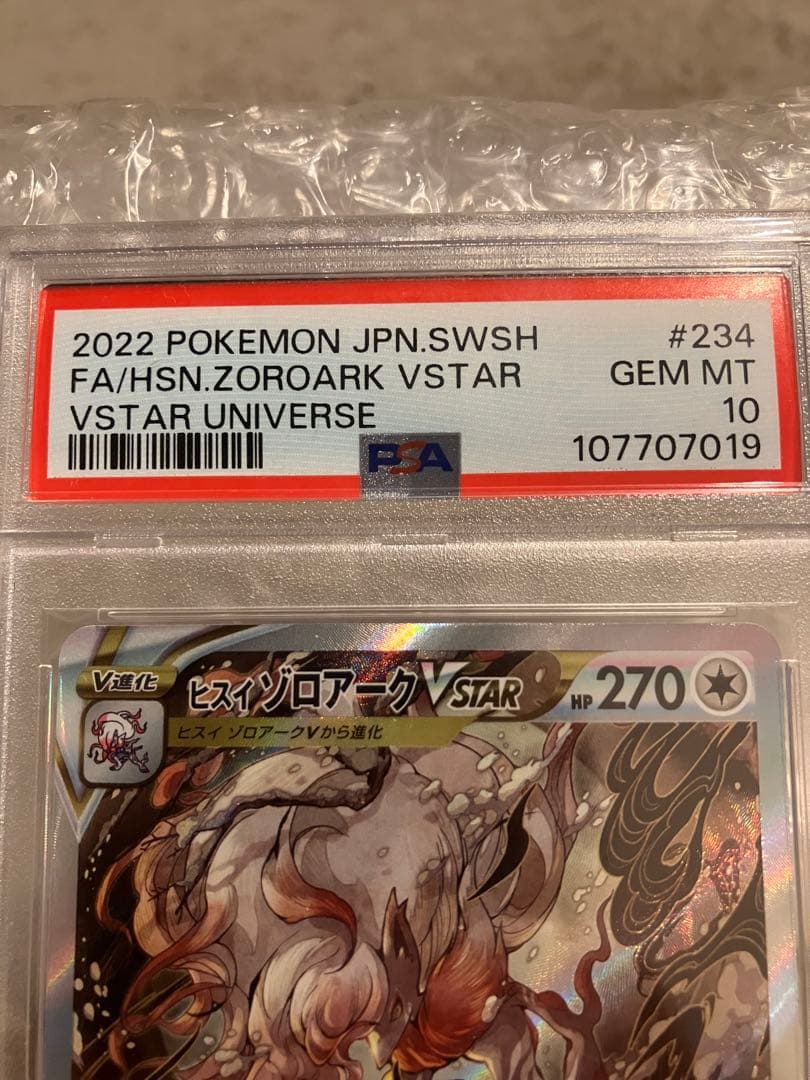 2022 POKEMON JPN.SWSH #234
FA/HSN.ZOROARK VSTAR GEM MT
VSTAR UNIVERSE 10
PSA 107707019
V進化 ヒスイ ゾロアーク VSTAR HP 270
ヒスイ ゾロアークVから進化